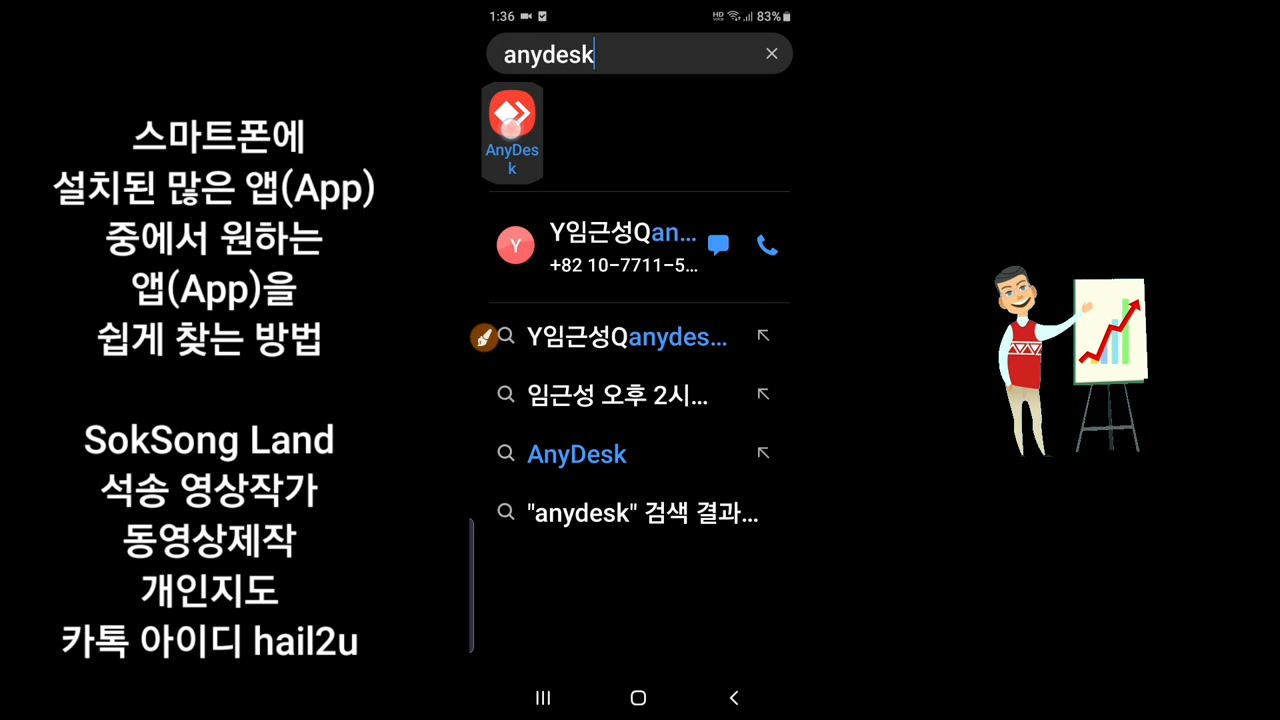 스마트폰에
설치된 많은 앱(App)
중에서 원하는
앱(App)을
쉽게 찾는 방법
SokSong Land
석송 영상작가
동영상제작
개인지도
카톡 아이디 hail2u
1:36
HD VOICE 83%
anydesk
AnyDes
k
Y
Y임근성Qan...
+82 10-7711-5...
Y임근성Qanydes...
임근성 오후 2시...
AnyDesk
"anydesk" 검색 결과...